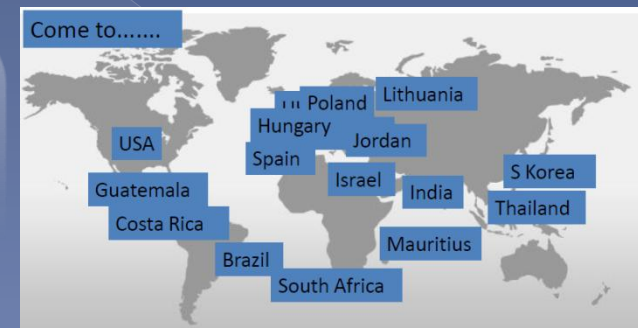 Come to.......
Lithuania
Poland
Hungary
USA
Jordan
Spain
S Korea
Israel
Guatemala
India
Thailand
Costa Rica
Mauritius
Brazil
South Africa